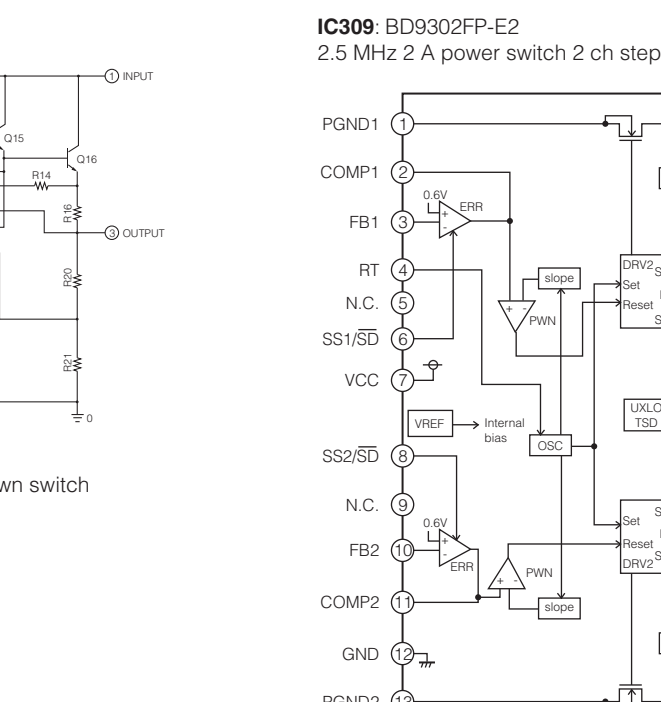 IC309: BD9302FP-E2
2.5 MHz 2 A power switch 2 ch step
1 INPUT
Q15
Q16
R14
R16
3 OUTPUT
R20
R21
0
wn switch
PGND1 1
COMP1 2
0.6V
ERR
FB1 3
+
-
RT 4
slope
DRV2
S
Set
Reset
S
N.C. 5
+ -
PWN
SS1/SD 6
VCC 7
VREF
Internal
bias
OSC
UXLO
TSD
SS2/SD 8
N.C. 9
0.6V
+
-
ERR
FB2 10
S
Set
Reset
S
DRV2
PWN
+ -
COMP2 11
slope
GND 12
PGND2 13